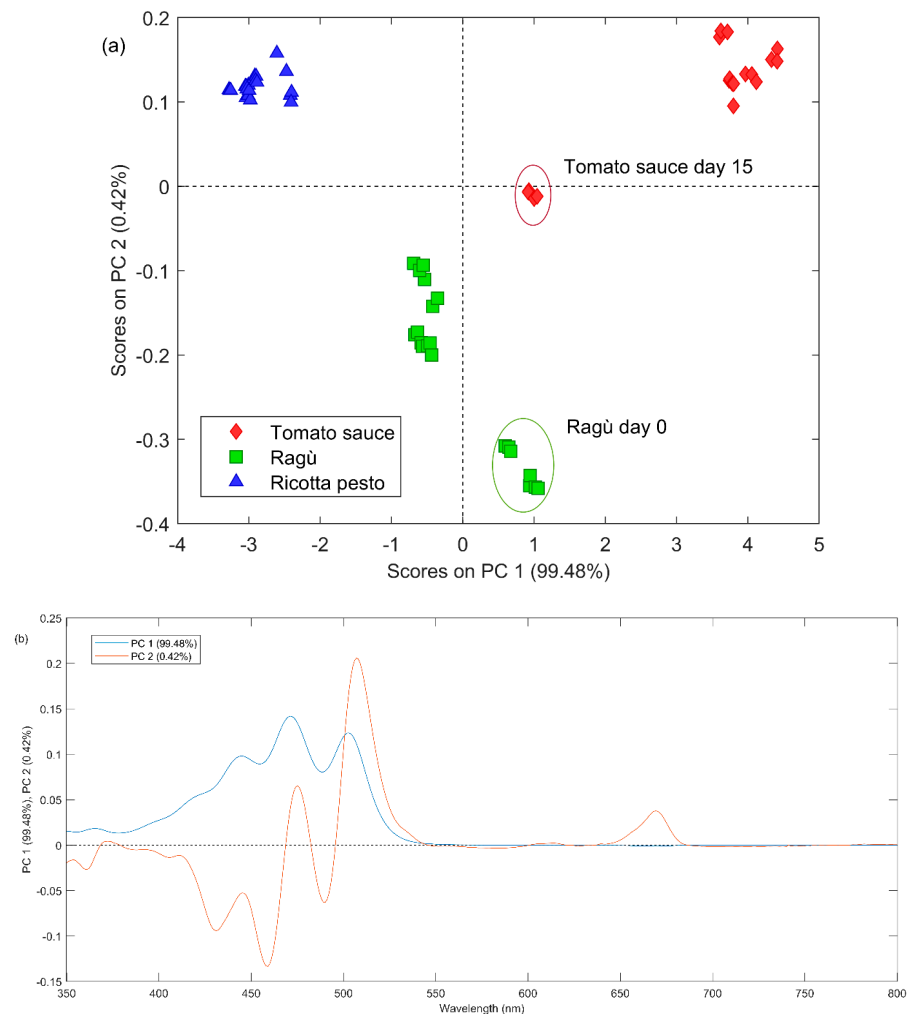 (a)
Scores on PC 2 (0.42%)
0.2
0.1
0
-0.1
-0.2
-0.3
-0.4
Tomato sauce day 15
Ragù day 0
Tomato sauce
Ragù
Ricotta pesto
-4 -3 -2 -1 0 1 2 3 4 5
Scores on PC 1 (99.48%)
(b)
PC 1 (99.48%), PC 2 (0.42%)
0.25
0.2
0.15
0.1
0.05
0
-0.05
-0.1
-0.15
PC 1 (99.48%)
PC 2 (0.42%)
350 400 450 500 550 600 650 700 750 800
Wavelength (nm)